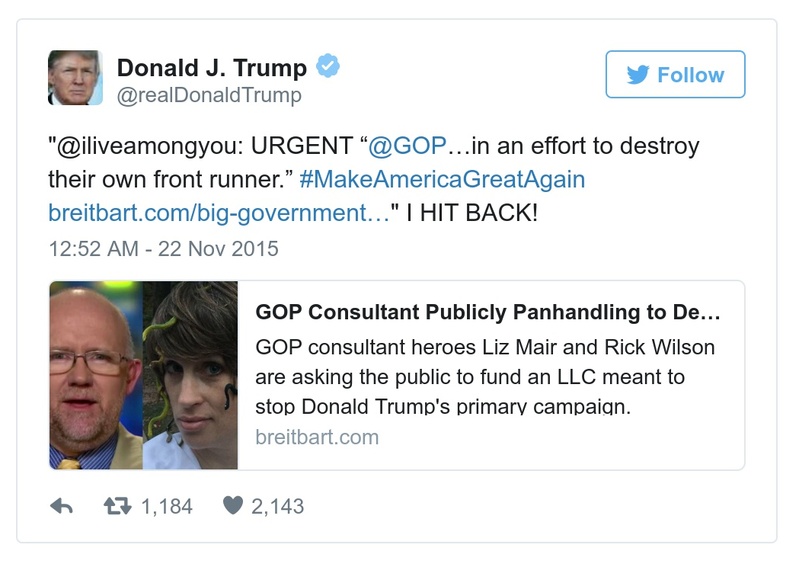 Donald J. Trump
@realDonaldTrump
Follow
"@iliveamongyou: URGENT “@GOP…in an effort to destroy
their own front runner.” #MakeAmericaGreatAgain
breitbart.com/big-government…" I HIT BACK!
12:52 AM - 22 Nov 2015
GOP Consultant Publicly Panhandling to De…
GOP consultant heroes Liz Mair and Rick Wilson
are asking the public to fund an LLC meant to
stop Donald Trump's primary campaign.
breitbart.com
1,184 2,143